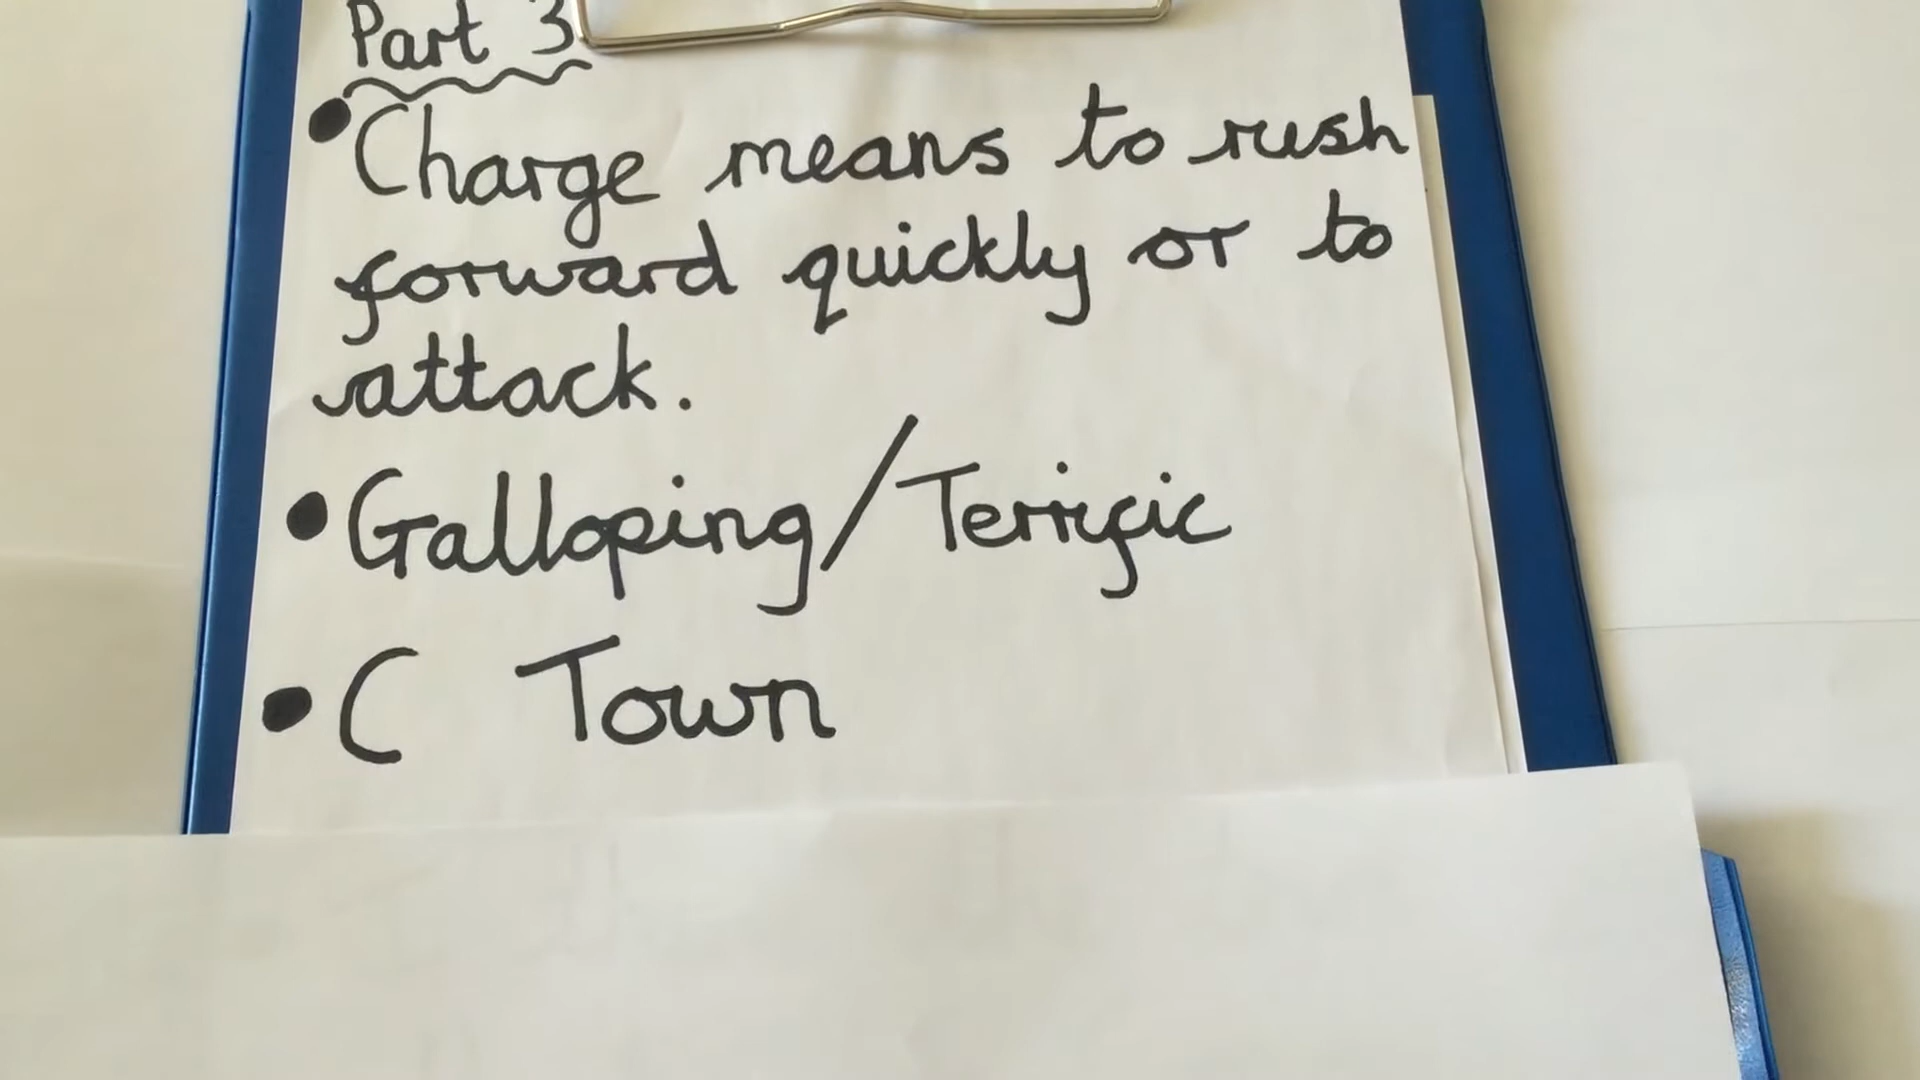 Part 3
• Charge means to rush
forward quickly or to
attack.
• Galloping/Terrific
• C Town